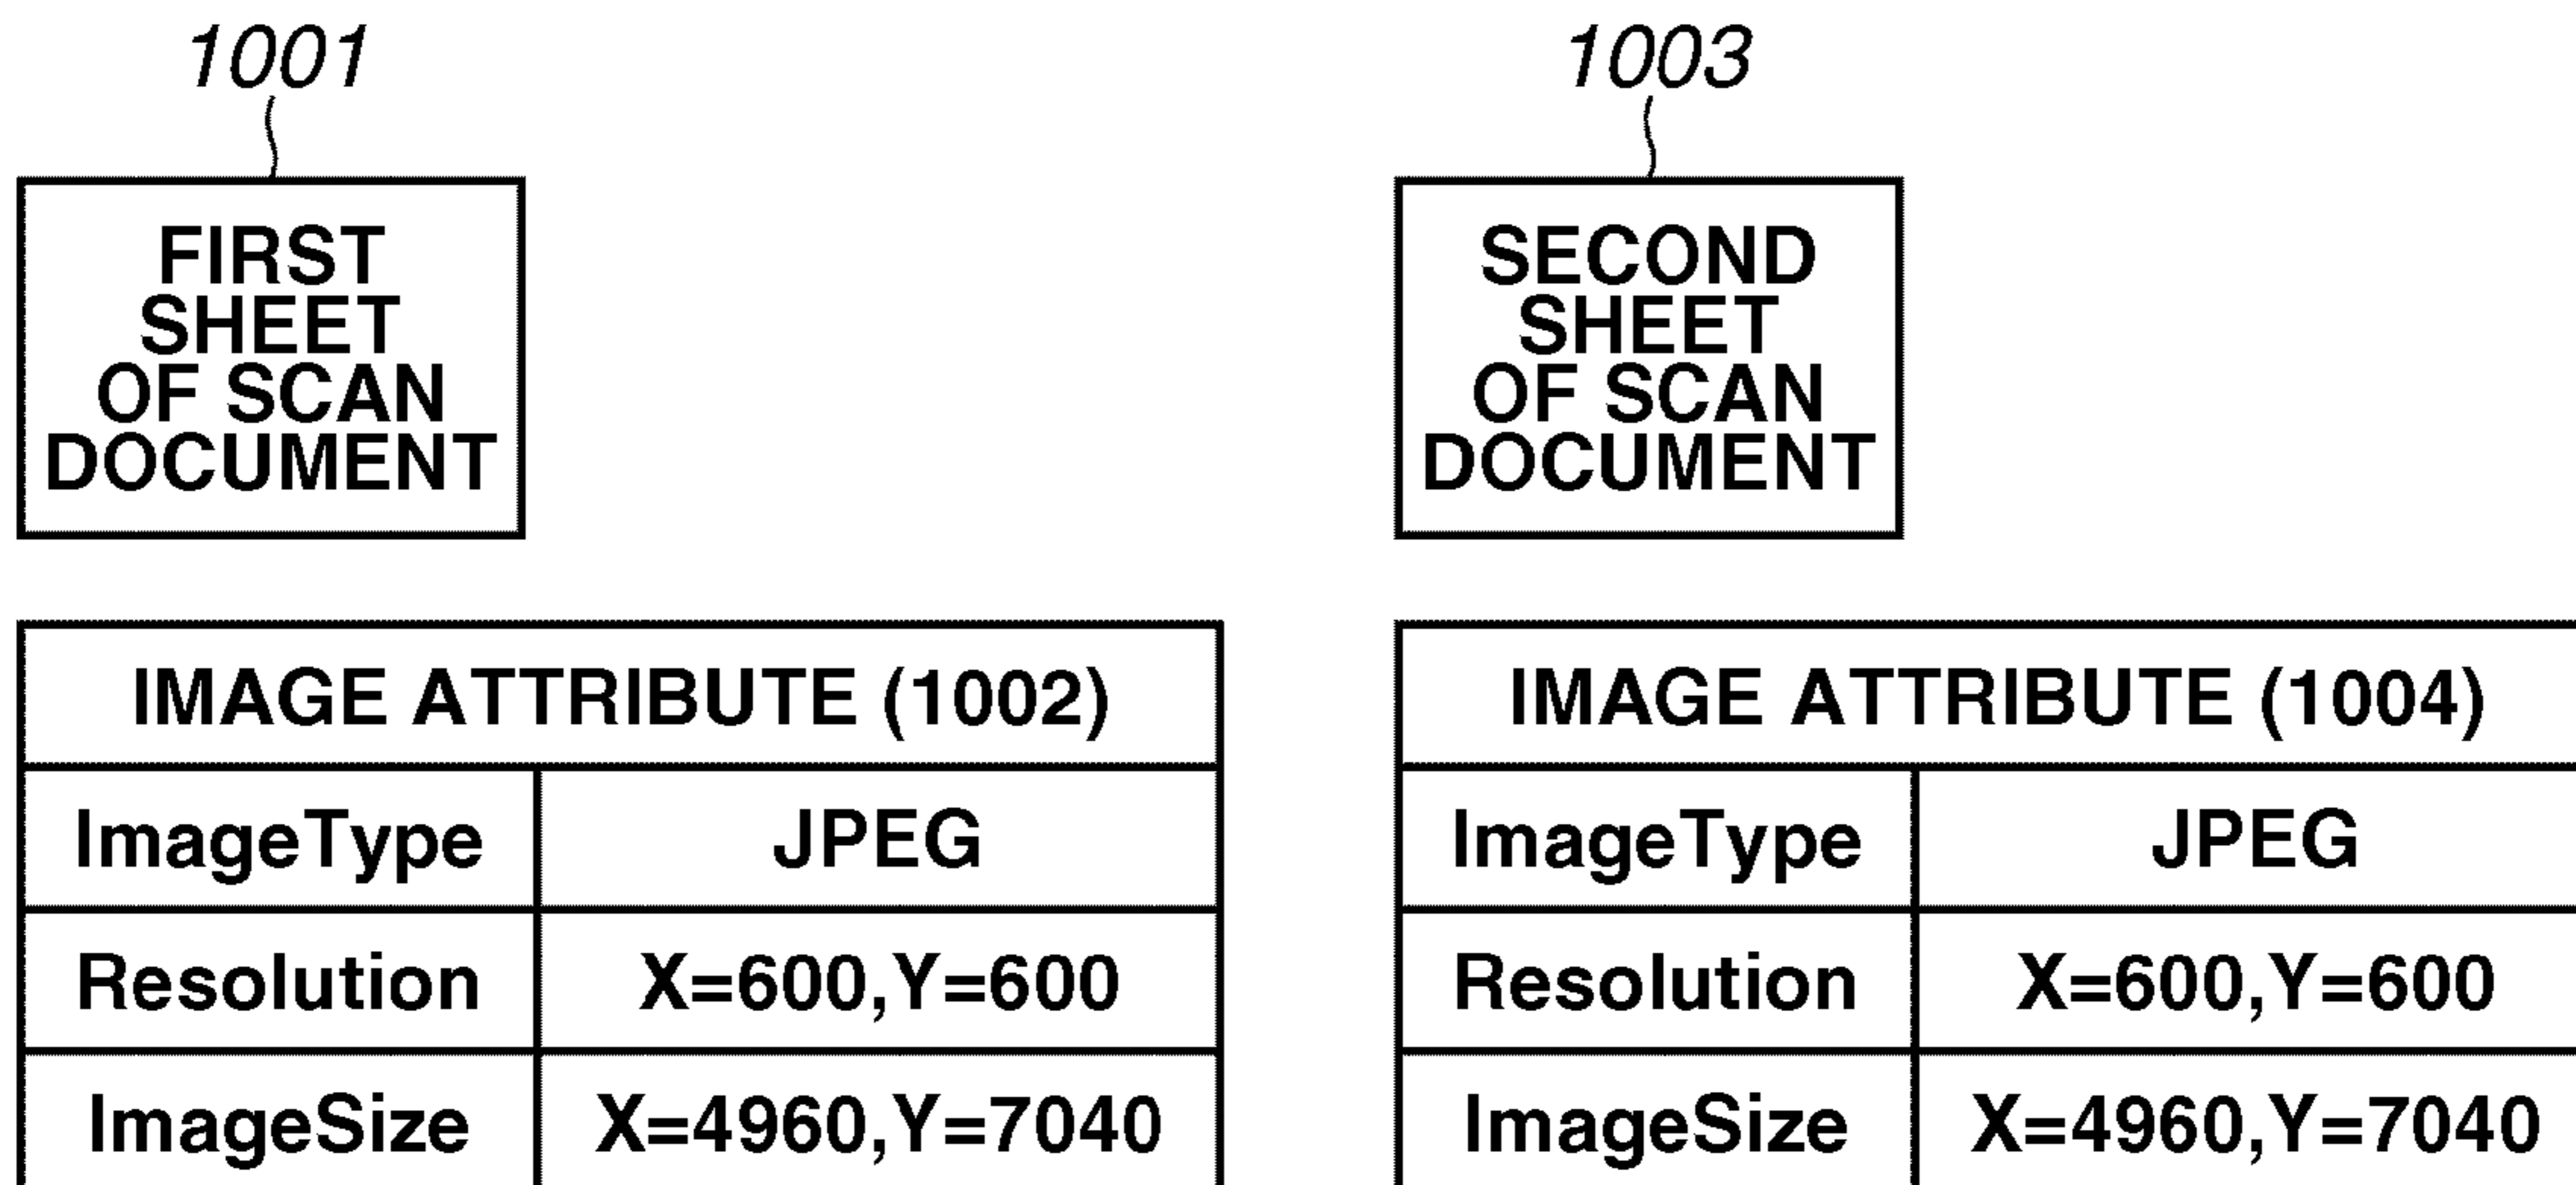 1001
FIRST
SHEET
OF SCAN
DOCUMENT
IMAGE ATTRIBUTE (1002)
ImageType JPEG
Resolution X=600,Y=600
ImageSize X=4960,Y=7040
1003
SECOND
SHEET
OF SCAN
DOCUMENT
IMAGE ATTRIBUTE (1004)
ImageType JPEG
Resolution X=600,Y=600
ImageSize X=4960,Y=7040